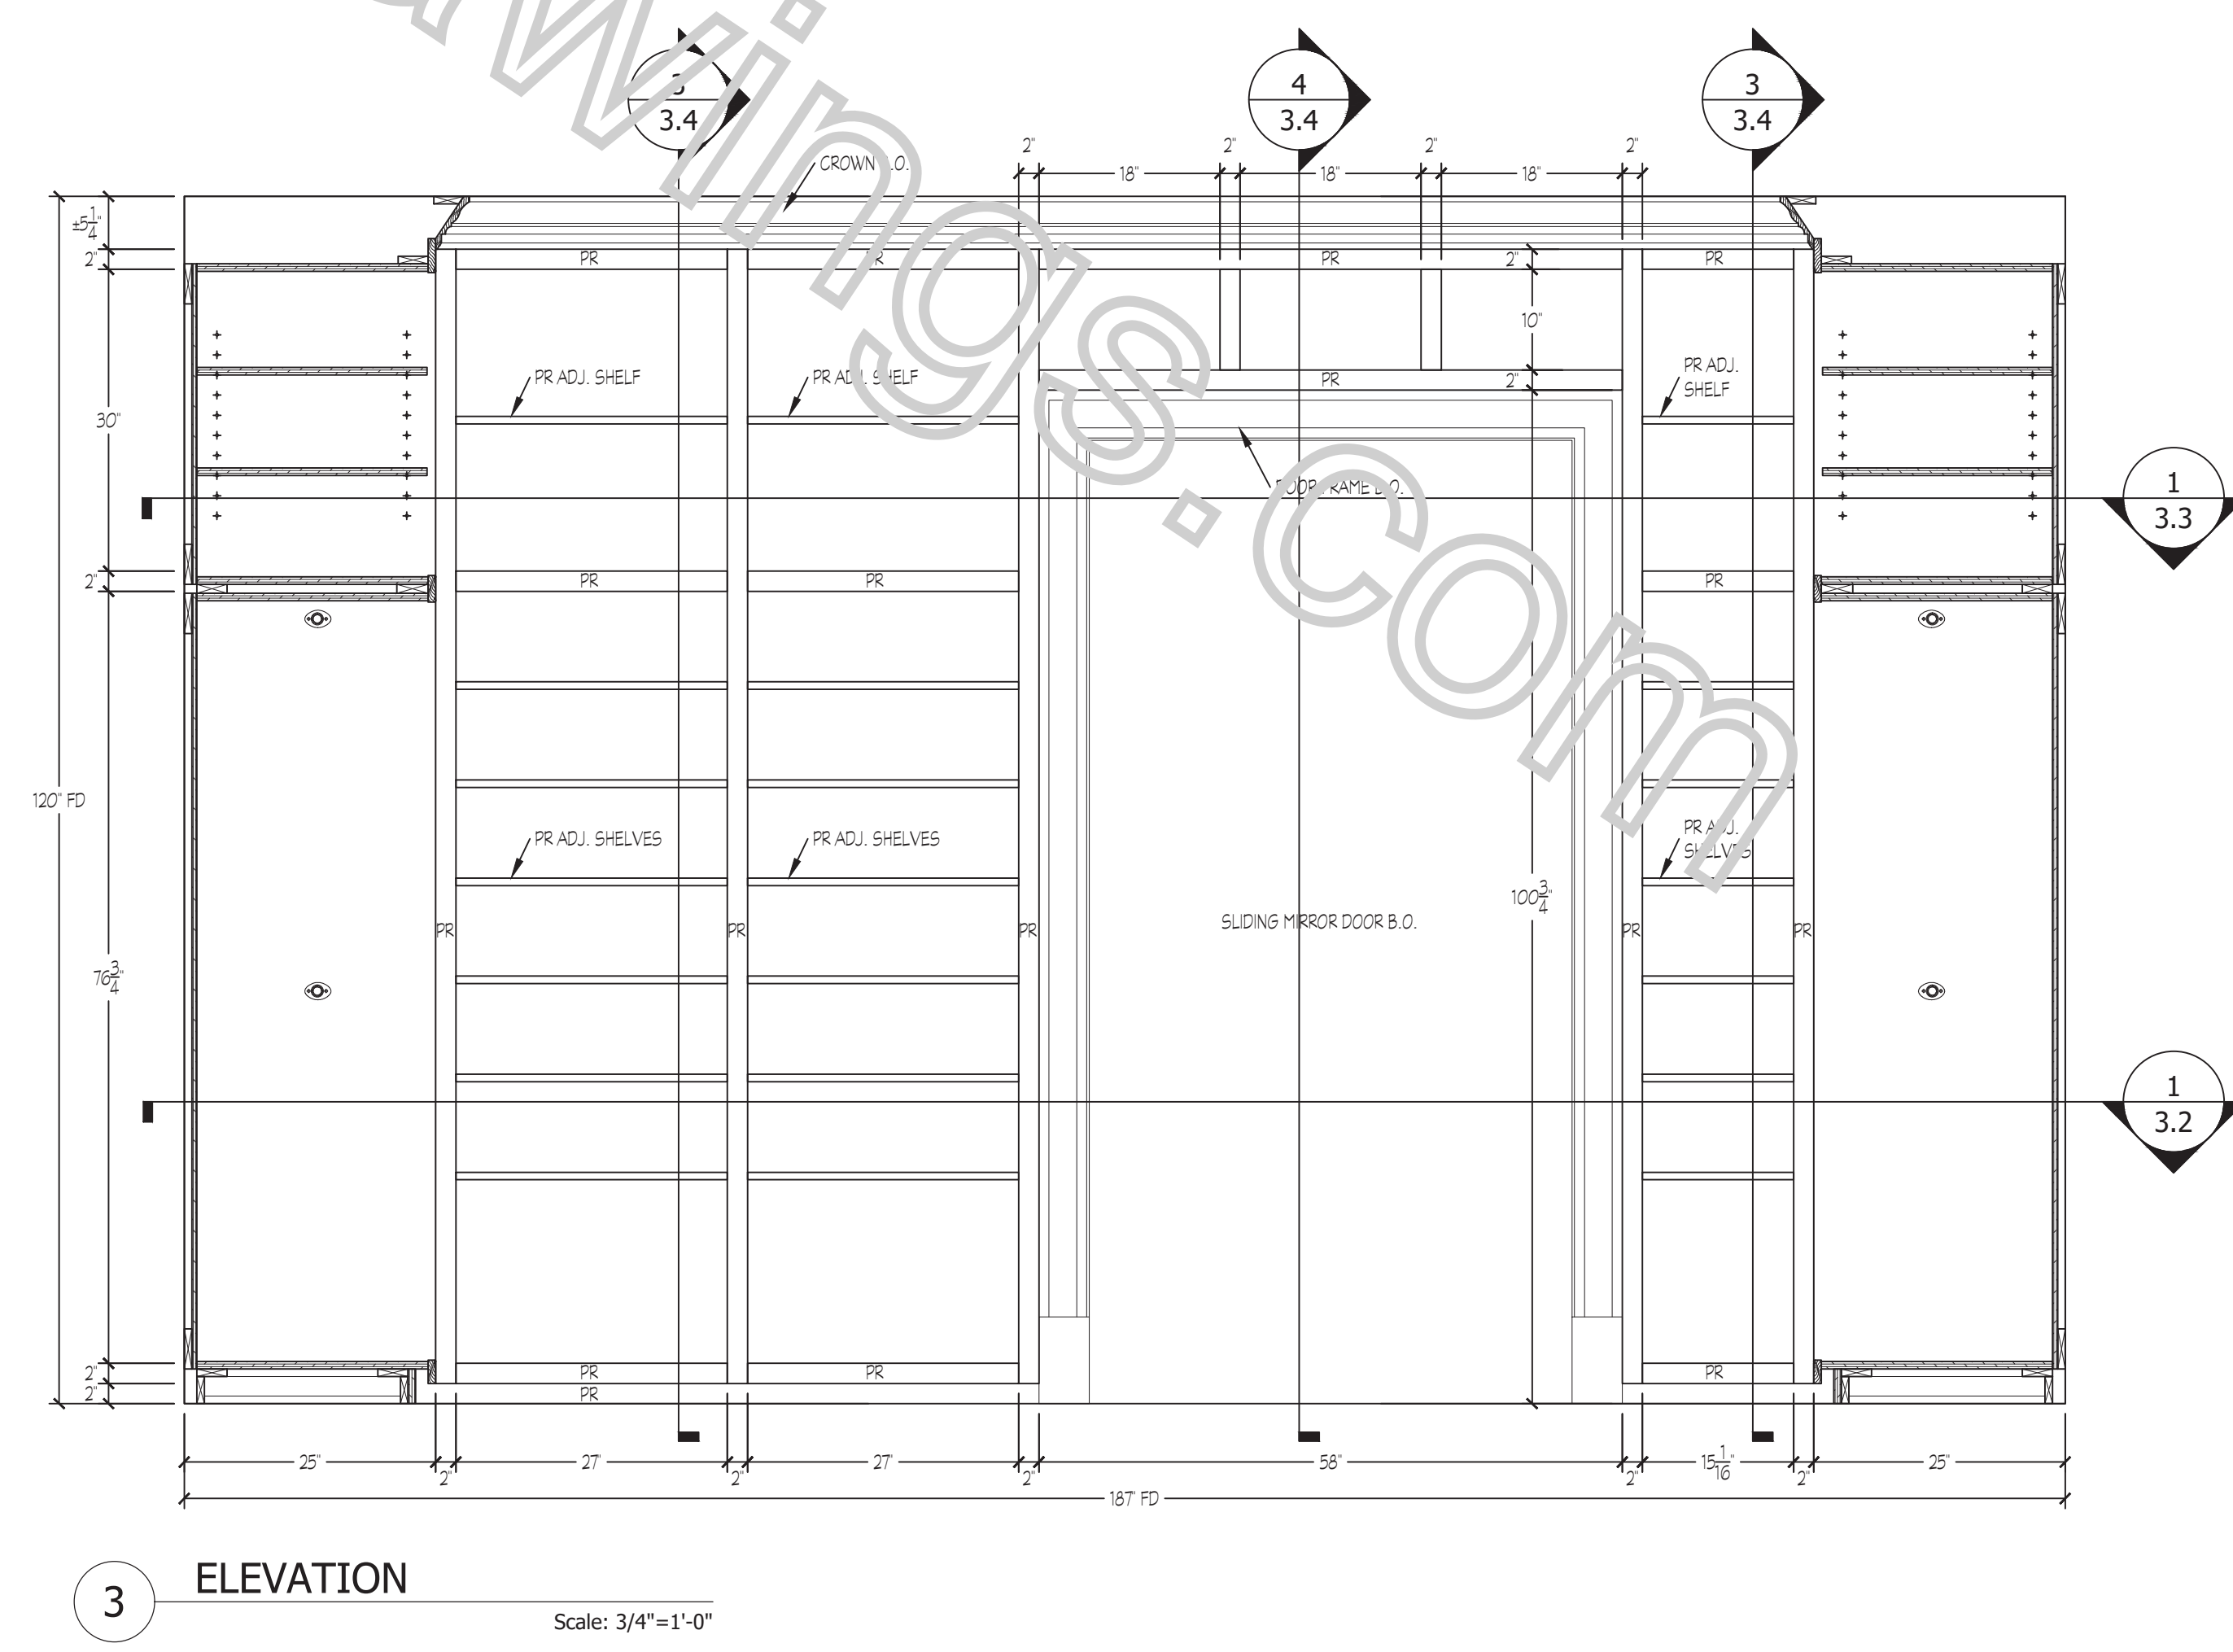 wings.com
5
3.4
4
3.4
3
3.4
2"
2"
2"
2"
18"
18"
18"
CROWN B.O.
±5 1/4"
2"
PR
PR
PR
PR
2"
30"
10"
PR ADJ. SHELF
PR ADJ. SHELF
PR ADJ.
SHELF
PR
2"
DOOR FRAME B.O.
1
3.3
2"
PR
PR
PR
120" FD
PR ADJ. SHELVES
PR ADJ. SHELVES
PR ADJ.
SHELVES
100 3/4"
SLIDING MIRROR DOOR B.O.
PR
PR
PR
PR
PR
76 3/4"
1
3.2
2"
PR
PR
PR
2"
PR
25"
2"
27"
2"
27"
2"
58"
2"
15 1/16"
2"
25"
187" FD
3
ELEVATION
Scale: 3/4"=1'-0"